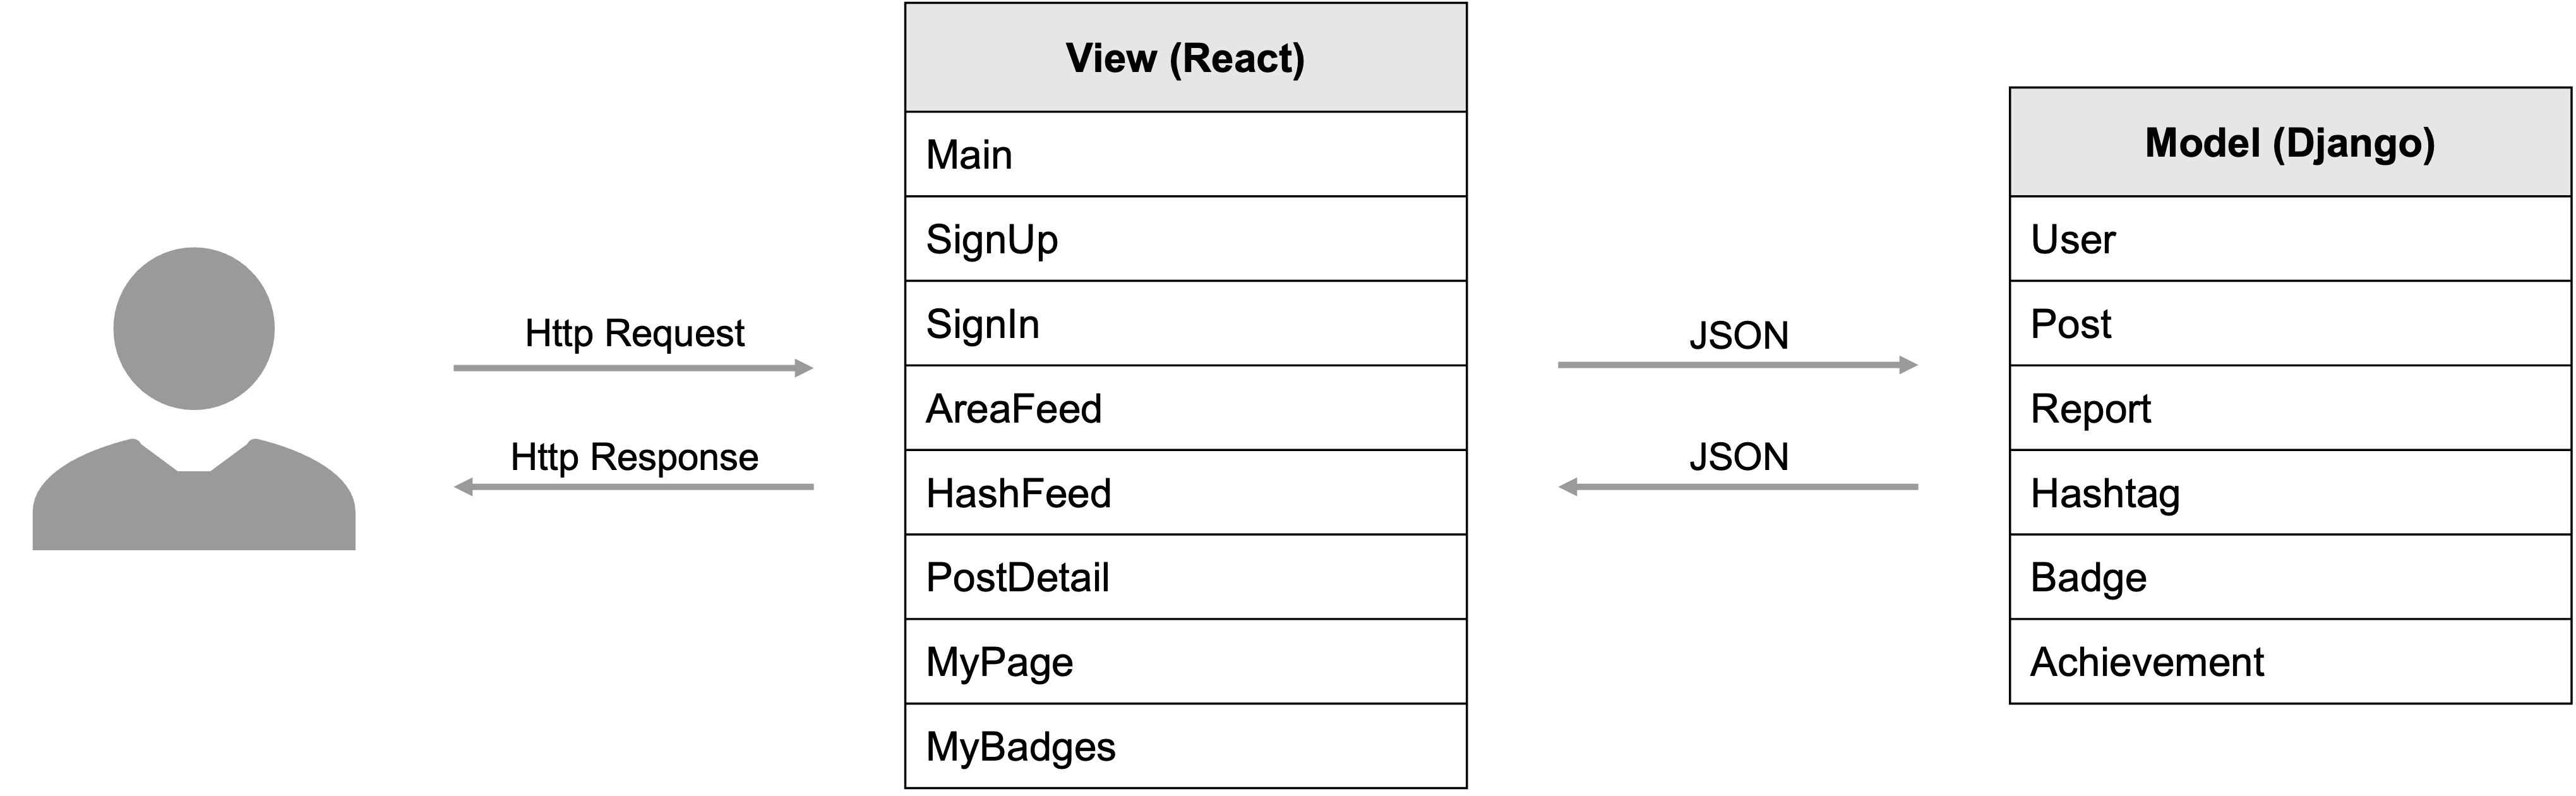 Http Request
Http Response
View (React)
Main
SignUp
SignIn
AreaFeed
HashFeed
PostDetail
MyPage
MyBadges
JSON
JSON
Model (Django)
User
Post
Report
Hashtag
Badge
Achievement